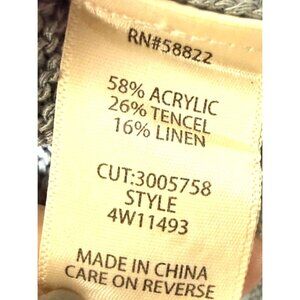 RN#58822
58% ACRYLIC
26% TENCEL
16% LINEN
CUT:3005758
STYLE
4W11493
MADE IN CHINA
CARE ON REVERSE